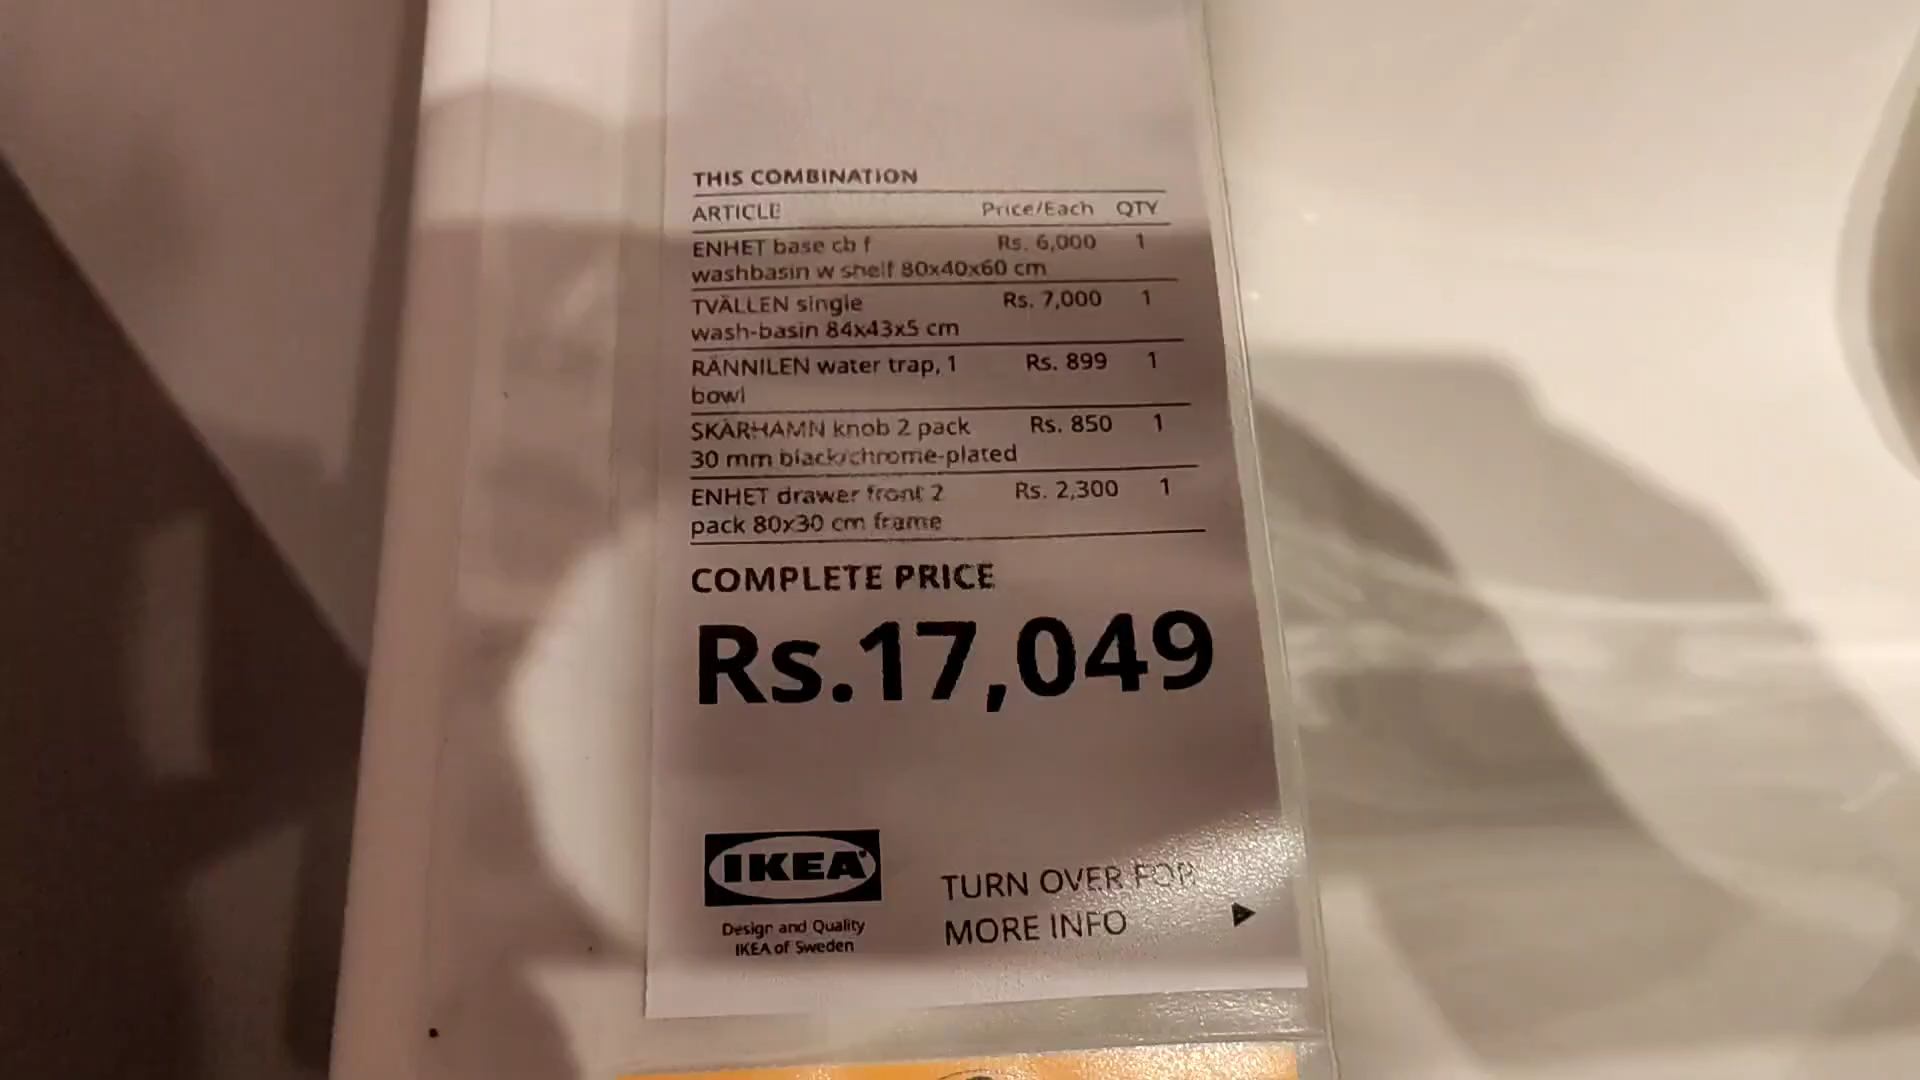 THIS COMBINATION
ARTICLE Price/Each QTY
ENHET base cb f Rs. 6,000 1
washbasin w shelf 80x40x60 cm
TVÄLLEN single Rs. 7,000 1
wash-basin 84x43x5 cm
RÄNNILEN water trap, 1 Rs. 899 1
bowl
SKÄRHAMN knob 2 pack Rs. 850 1
30 mm black/chrome-plated
ENHET drawer front 2 Rs. 2,300 1
pack 80x30 cm frame
COMPLETE PRICE
Rs.17,049
IKEA
Design and Quality
IKEA of Sweden
TURN OVER FOR
MORE INFO